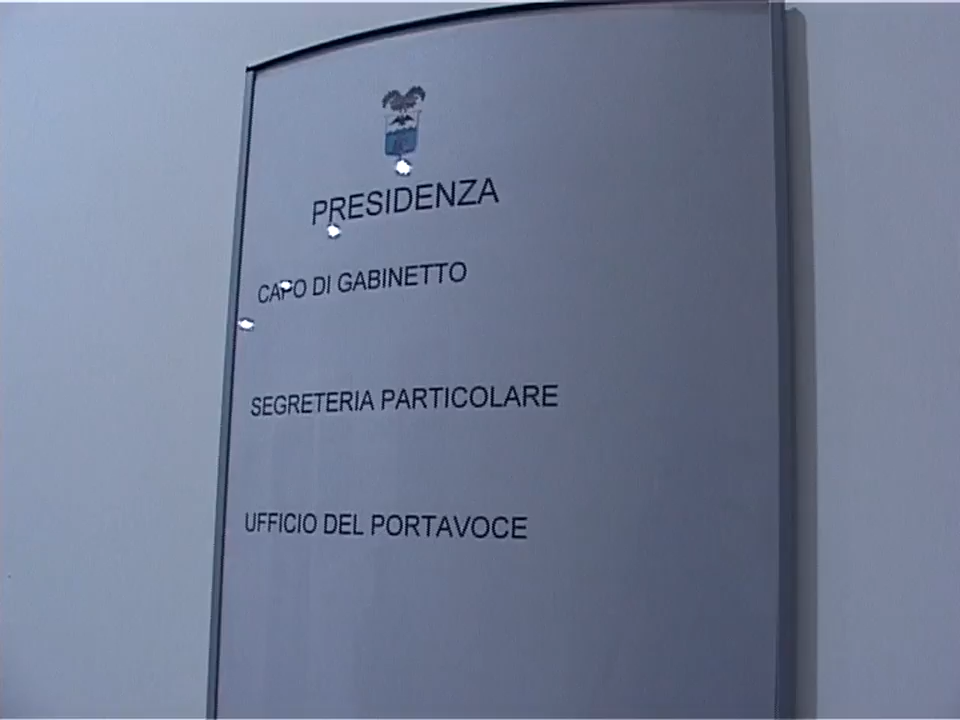 PRESIDENZA
CAPO DI GABINETTO
SEGRETERIA PARTICOLARE
UFFICIO DEL PORTAVOCE